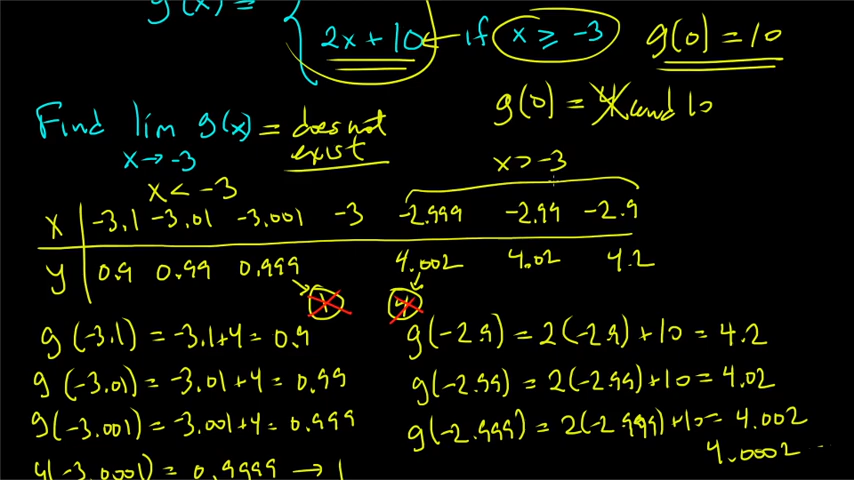 g(x) =
2x + 10 if x ≥ -3 g(0) = 10
g(0) = 4 and 10
Find lim g(x) = does not exist
x → -3
x < -3 x > -3
x -3.1 -3.01 -3.001 -3 -2.999 -2.99 -2.9
y 0.9 0.99 0.999 4.002 4.02 4.2
1 4
g(-3.1) = -3.1+4 = 0.9
g(-3.01) = -3.01+4 = 0.99
g(-3.001) = -3.001+4 = 0.999
g(-3.0001) = 0.9999 → 1
g(-2.9) = 2(-2.9)+10 = 4.2
g(-2.99) = 2(-2.99)+10 = 4.02
g(-2.999) = 2(-2.999)+10 = 4.002
4.0002